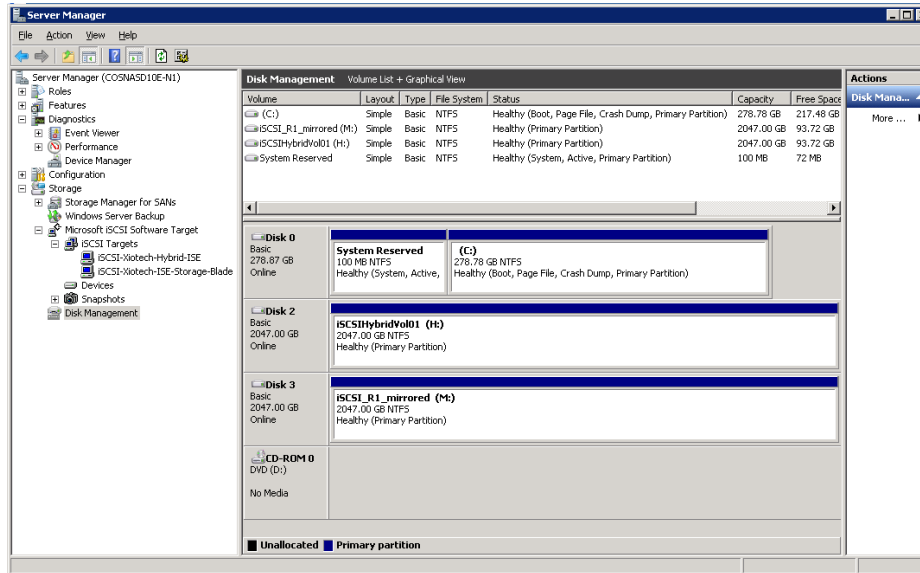 Server Manager
File Action View Help
Server Manager (COSNASD10E-N1)
Roles
Features
Diagnostics
Event Viewer
Performance
Device Manager
Configuration
Storage
Storage Manager for SANs
Windows Server Backup
Microsoft iSCSI Software Target
iSCSI Targets
iSCSI-Xiotech-Hybrid-ISE
iSCSI-Xiotech-ISE-Storage-Blade
Devices
Snapshots
Disk Management
Disk Management Volume List + Graphical View
Volume Layout Type File System Status Capacity Free Space
(C:) Simple Basic NTFS Healthy (Boot, Page File, Crash Dump, Primary Partition) 278.78 GB 217.48 GB
iSCSI_R1_mirrored (M:) Simple Basic NTFS Healthy (Primary Partition) 2047.00 GB 93.72 GB
iSCSIHybridVol01 (H:) Simple Basic NTFS Healthy (Primary Partition) 2047.00 GB 93.72 GB
System Reserved Simple Basic NTFS Healthy (System, Active, Primary Partition) 100 MB 72 MB
Disk 0
Basic
278.87 GB
Online
System Reserved
100 MB NTFS
Healthy (System, Active,
(C:)
278.78 GB NTFS
Healthy (Boot, Page File, Crash Dump, Primary Partition)
Disk 2
Basic
2047.00 GB
Online
iSCSIHybridVol01 (H:)
2047.00 GB NTFS
Healthy (Primary Partition)
Disk 3
Basic
2047.00 GB
Online
iSCSI_R1_mirrored (M:)
2047.00 GB NTFS
Healthy (Primary Partition)
CD-ROM 0
DVD (D:)
No Media
Unallocated Primary partition
Actions
Disk Mana...
More ...